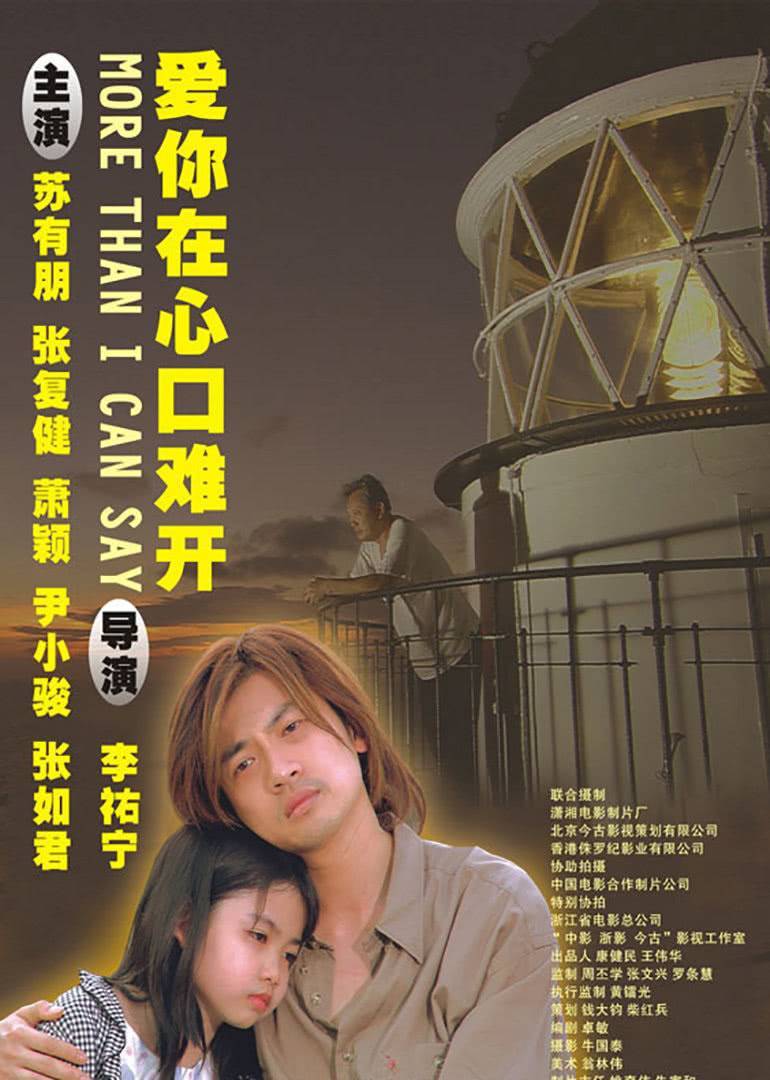 爱你在心口难开
MORE THAN I CAN SAY
主演
苏有朋 张复健 萧颖 尹小骏 张如君
导演
李祐宁
联合摄制
潇湘电影制片厂
北京今古影视策划有限公司
香港侏罗纪影业有限公司
协助拍摄
中国电影合作制片公司
特别协拍
浙江省电影总公司
"中影 浙影 今古"影视工作室
出品人 康健民 王伟华
监制 周丕学 张文兴 罗条慧
执行监制 黄镭光
策划 钱大钧 柴红兵
编剧 卓敏
摄影 牛国泰
美术 翁林伟